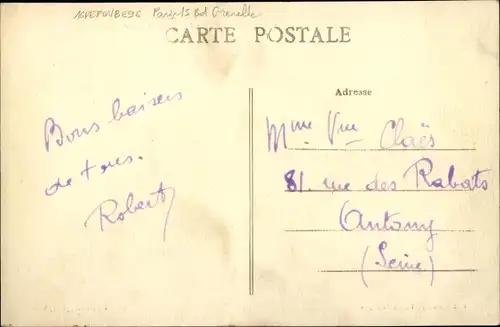 Paris 15 Bd Grenelle
CARTE POSTALE
Adresse
Bons baisers
de tous.
Robert
Mme Vve Claës
81 rue des Rabats
Antony
(Seine)